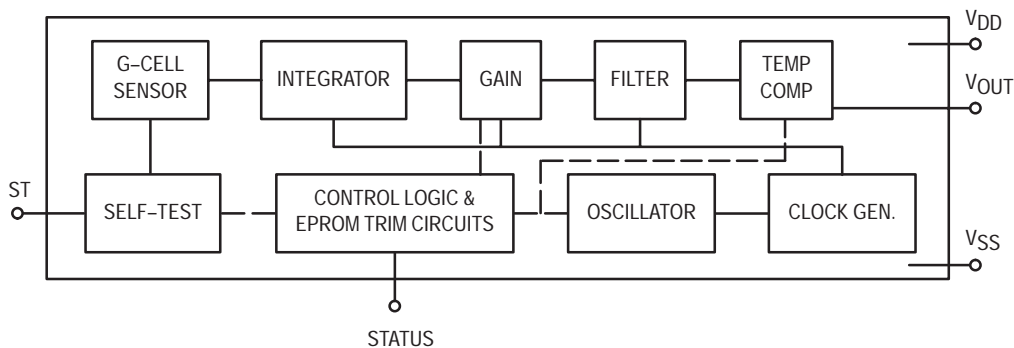 G–CELL
SENSOR
INTEGRATOR
GAIN
FILTER
TEMP
COMP
VDD
VOUT
ST
SELF–TEST
CONTROL LOGIC &
EPROM TRIM CIRCUITS
OSCILLATOR
CLOCK GEN.
VSS
STATUS